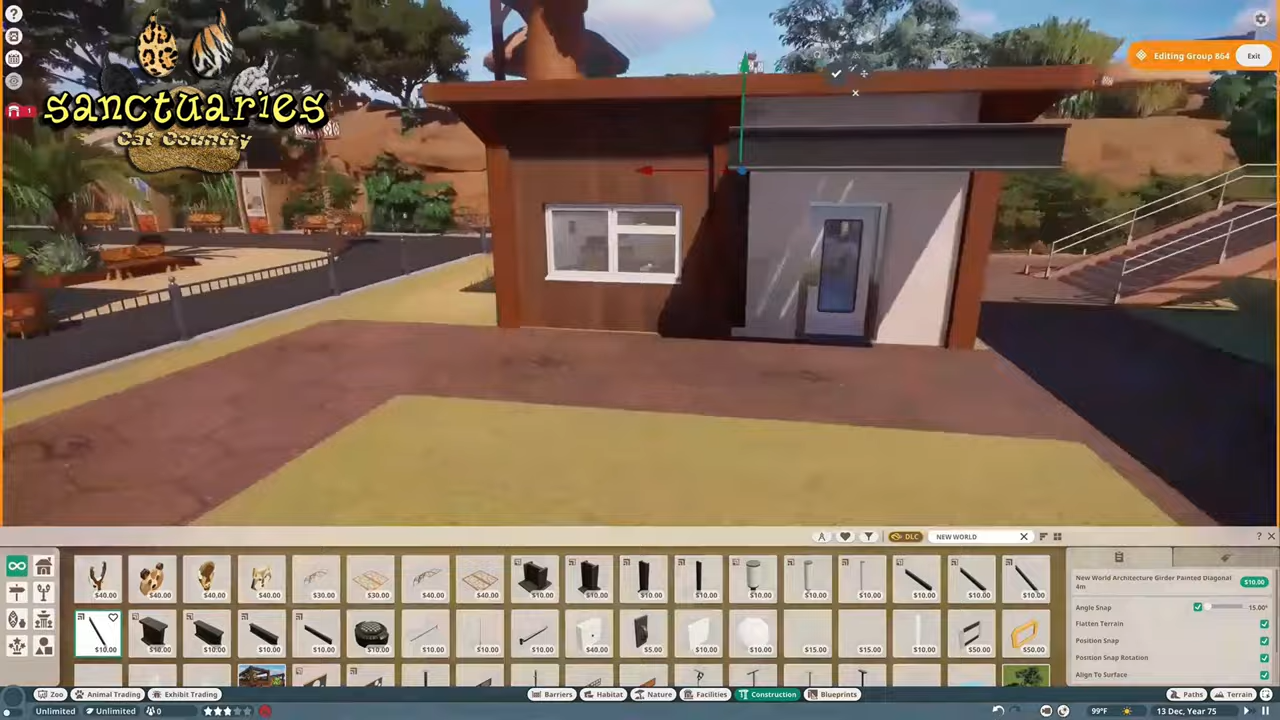 sanctuaries
Cat Country
Editing Group 864
Exit
1
DLC
NEW WORLD
$40.00 $40.00 $40.00 $40.00 $30.00 $30.00 $40.00 $40.00 $10.00 $10.00 $10.00 $10.00 $10.00 $10.00 $10.00 $10.00 $10.00 $10.00
$10.00 $10.00 $10.00 $10.00 $10.00 $10.00 $10.00 $10.00 $10.00 $40.00 $5.00 $10.00 $10.00 $15.00 $15.00 $10.00 $50.00 $50.00
New World Architecture Girder Painted Diagonal
4m
$10.00
Angle Snap
15.00°
Flatten Terrain
Position Snap
Position Snap Rotation
Align To Surface
Zoo
Animal Trading
Exhibit Trading
Barriers
Habitat
Nature
Facilities
Construction
Blueprints
Paths
Terrain
Unlimited
Unlimited
0
99°F
13 Dec, Year 75